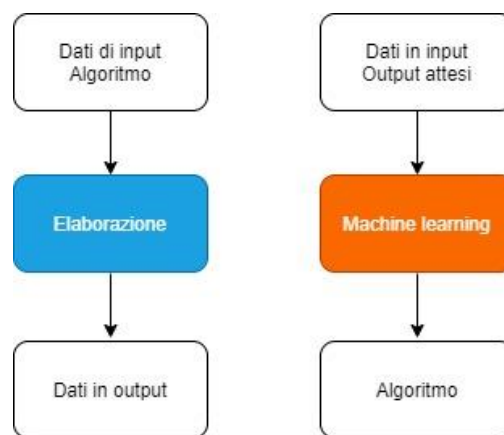 Dati di input
Algoritmo
Elaborazione
Dati in output
Dati in input
Output attesi
Machine learning
Algoritmo